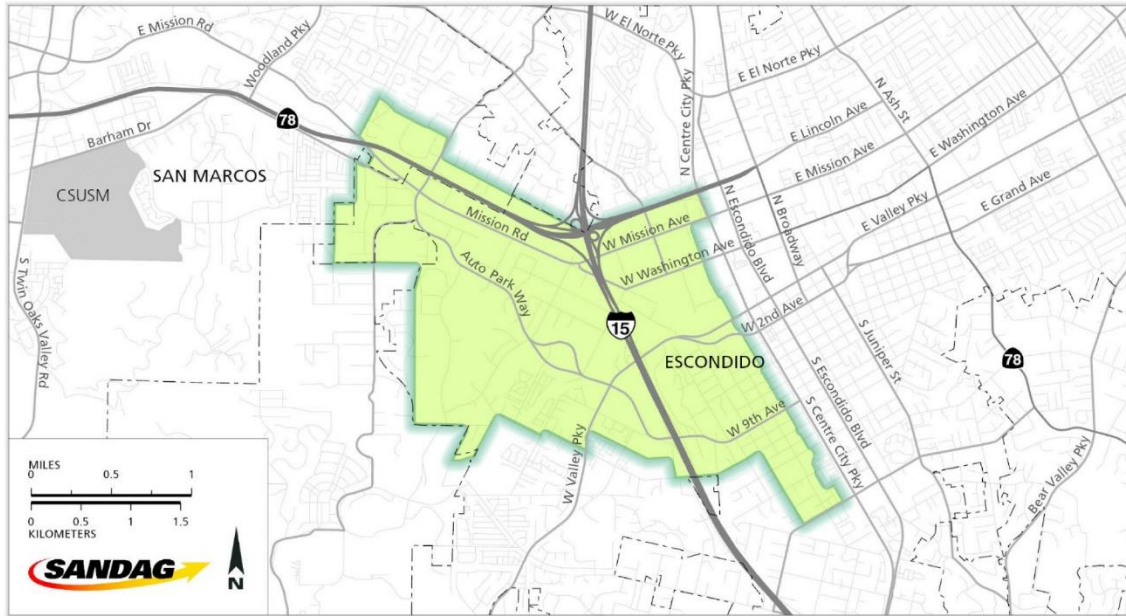 E Mission Rd
Woodland Pky
W El Norte Pky
E El Norte Pky
N Centre City Pky
N Ash St
E Washington Ave
E Lincoln Ave
E Mission Ave
78
Barham Dr
SAN MARCOS
CSUSM
E Valley Pky
E Grand Ave
N Escondido Blvd
N Broadway
Mission Rd
W Mission Ave
W Washington Ave
S Twin Oaks Valley Rd
Auto Park Way
W 2nd Ave
15
S Juniper St
78
ESCONDIDO
S Escondido Blvd
S Centre City Pky
W 9th Ave
W Valley Pky
Bear Valley Pky
MILES
0 0.5 1
0 0.5 1 1.5
KILOMETERS
SANDAG
N